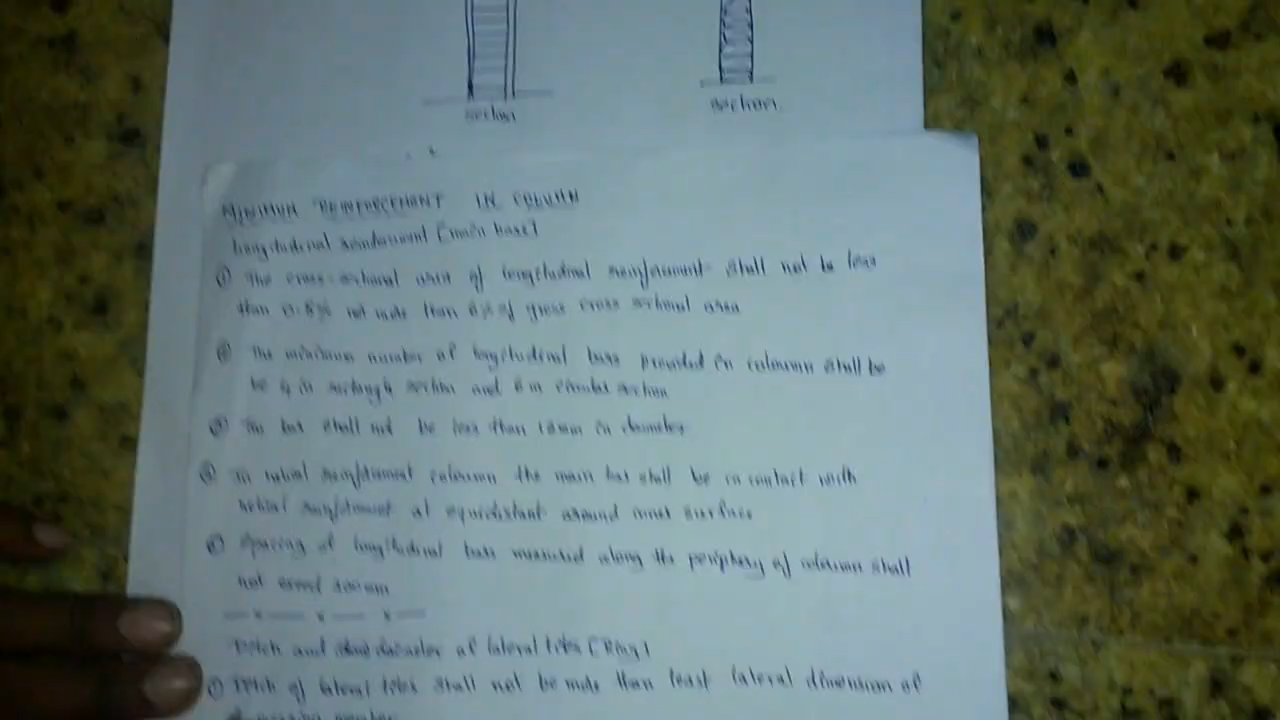 section
section
MINIMUM REINFORCEMENT IN COLUMN
Longitudinal reinforcement (main bars)
① The cross-sectional area of longitudinal reinforcement shall not be less
than 0.8% not more than 6% of gross cross sectional area
② The minimum number of longitudinal bars provided in column shall be
be 4 in rectangle section and 6 in circular section
③ The bar shall not be less than 12mm in diameter
④ In helical reinforcement column the main bar shall be in contact with
helical reinforcement at equidistant around inner surface
⑤ Spacing of longitudinal bars measured along the periphery of column shall
not exceed 300mm
Pitch and diameter of lateral ties (Ring)
① Pitch of lateral ties shall not be more than least lateral dimension of